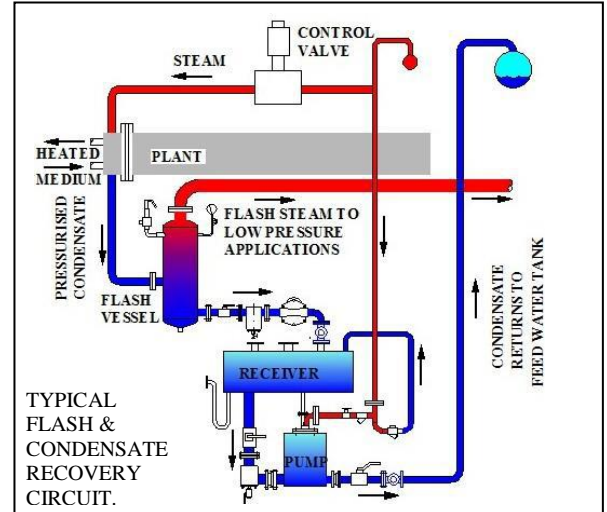 CONTROL
VALVE
STEAM
HEATED
MEDIUM
PLANT
PRESSURISED
CONDENSATE
FLASH STEAM TO
LOW PRESSURE
APPLICATIONS
FLASH
VESSEL
RECEIVER
PUMP
CONDENSATE
RETURNS TO
FEED WATER TANK
TYPICAL
FLASH &
CONDENSATE
RECOVERY
CIRCUIT.